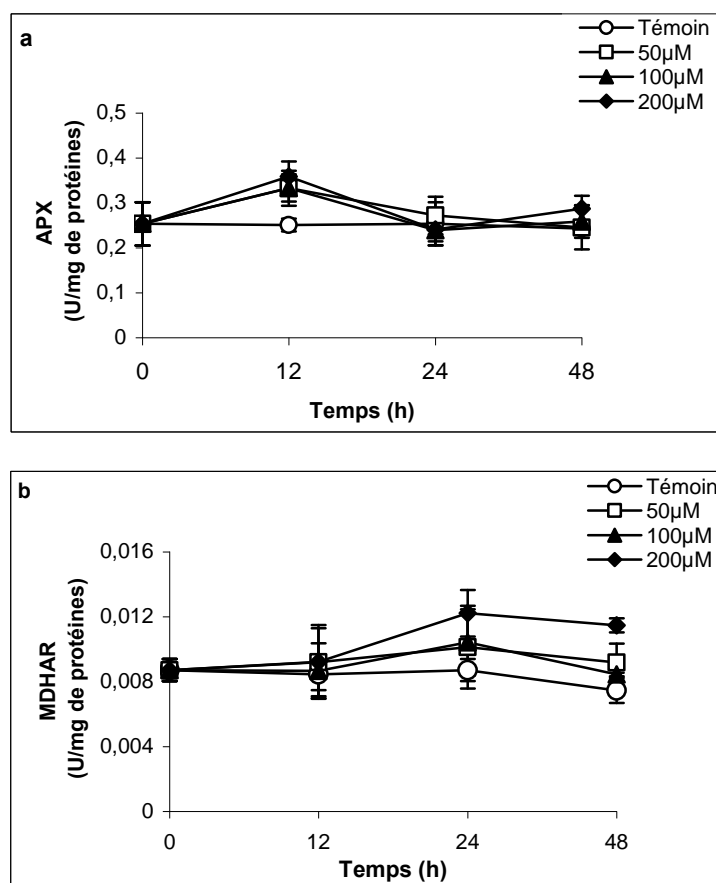 a
Témoin
50µM
100µM
200µM
APX
(U/mg de protéines)
0,5
0,4
0,3
0,2
0,1
0
0 12 24 48
Temps (h)
b
Témoin
50µM
100µM
200µM
MDHAR
(U/mg de protéines)
0,016
0,012
0,008
0,004
0
0 12 24 48
Temps (h)